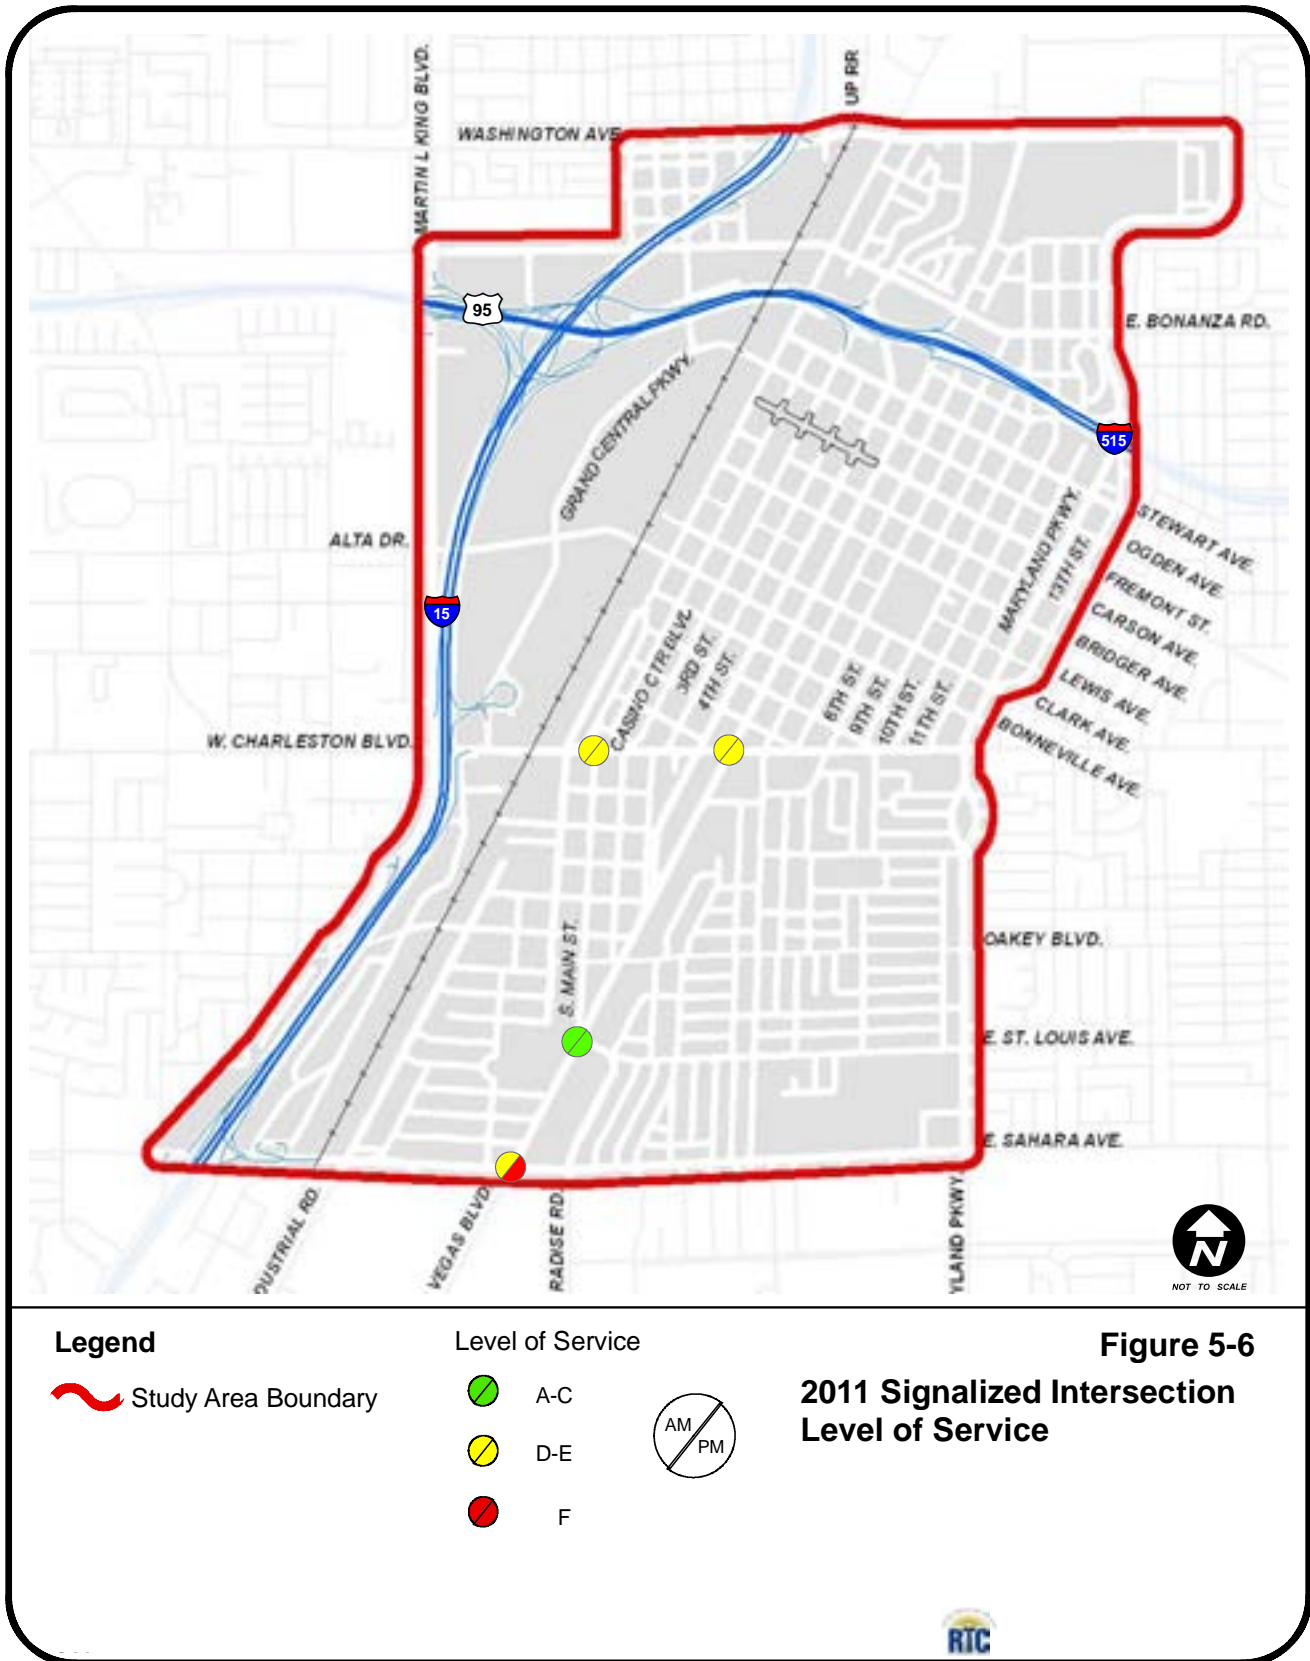 MARTIN L KING BLVD.
UP RR
WASHINGTON AVE
95
E. BONANZA RD.
GRAND CENTRAL PKWY.
515
ALTA DR.
MARYLAND PKWY.
13TH ST.
STEWART AVE.
OGDEN AVE.
FREMONT ST.
CARSON AVE.
BRIDGER AVE.
LEWIS AVE.
CLARK AVE.
BONNEVILLE AVE.
15
CASINO CTR BLVD
3RD ST.
4TH ST.
8TH ST.
9TH ST.
10TH ST.
11TH ST.
W. CHARLESTON BLVD.
S. MAIN ST.
OAKEY BLVD.
E. ST. LOUIS AVE.
E. SAHARA AVE.
DUSTRIAL RD.
VEGAS BLVD.
RADISE RD.
YLAND PKWY.
N
NOT TO SCALE
Legend
Study Area Boundary
Level of Service
A-C
D-E
F
AM
PM
Figure 5-6
2011 Signalized Intersection
Level of Service
RTC